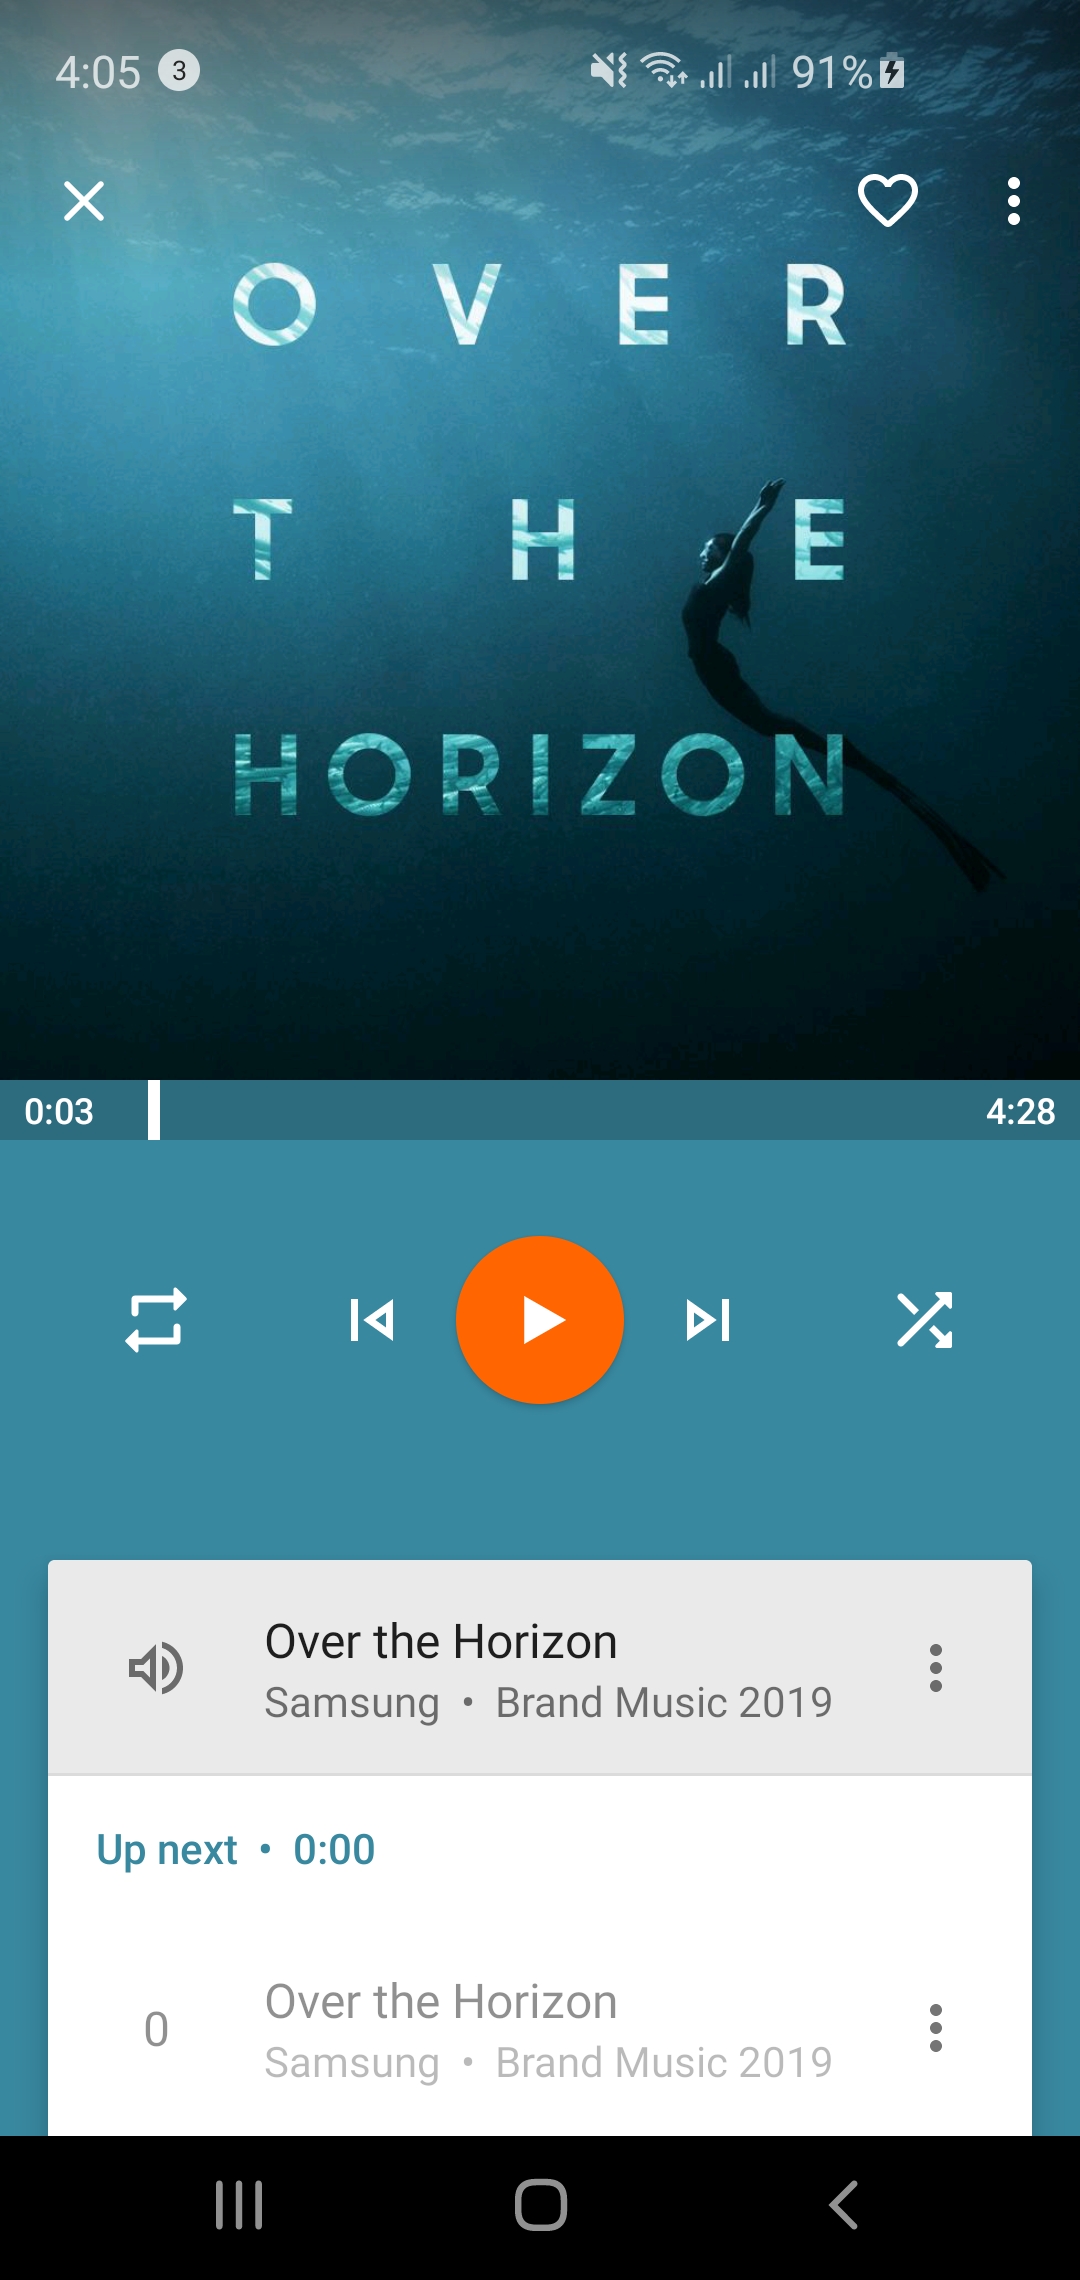 4:05 3 91%
OVER
THE
HORIZON
0:03 4:28
Over the Horizon
Samsung • Brand Music 2019
Up next • 0:00
0 Over the Horizon
Samsung • Brand Music 2019